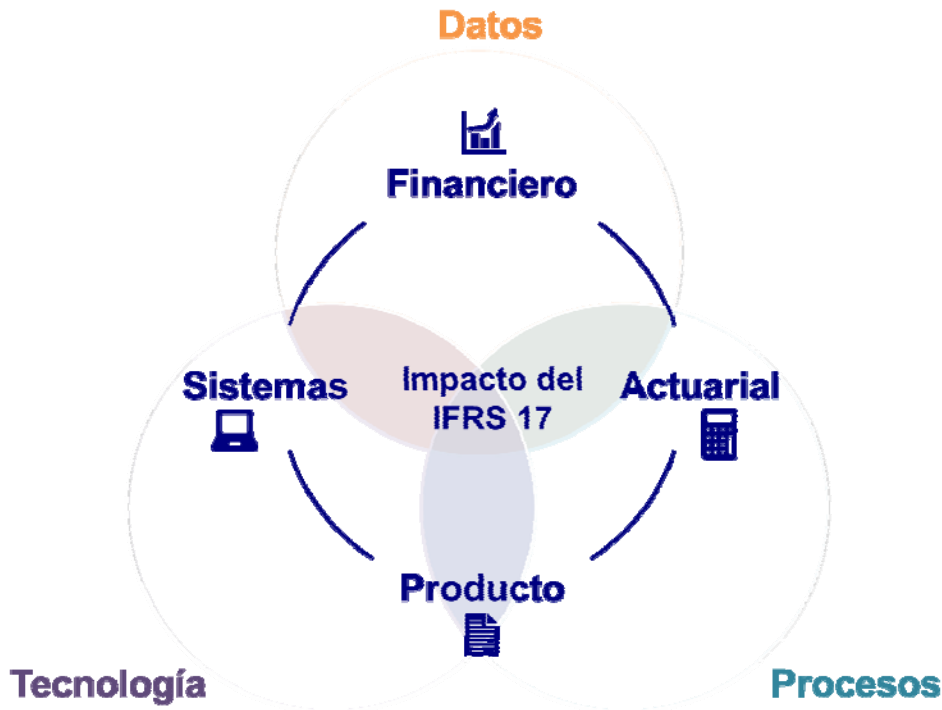 Datos
Financiero
Sistemas
Impacto del
IFRS 17
Actuarial
Producto
Tecnología
Procesos